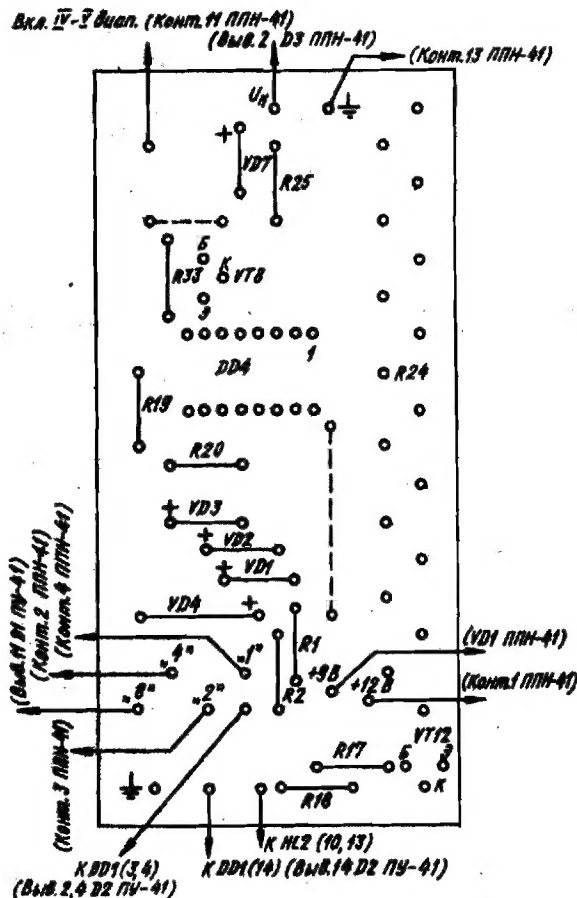 Вкл. IV-V диап. (Конт. 11 ППН-41)
(Выв. 2 D3 ППН-41)
(Конт. 13 ППН-41)
Uн
+
VD7
R25
Б
К
VT8
Э
R33
1
DD4
R19
R24
R20
+ VD3
+ VD2
+ VD1
VD4 +
R1
R2
+9В
+12В
(VD1 ППН-41)
(Конт. 1 ППН-41)
(Выв. 11 D1 ПУ-41)
(Конт. 2 ППН-41)
(Конт. 4 ППН-41)
„4"
„1"
„8"
„2"
(Конт. 3 ППН-41)
VT12
Б
Э
К
R17
R18
К HL2 (10,13)
К DD1 (3,4)
К DD1(14) (Выв. 14 D2 ПУ-41)
(Выв. 2,4 D2 ПУ-41)